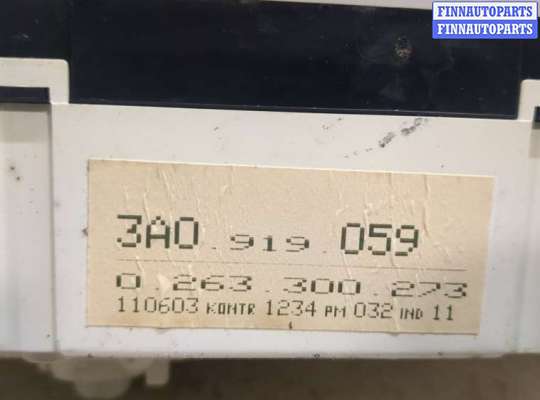 FINNAUTOPARTS
FINNAUTOPARTS
3A0.919.059
0.263.300.273
110603 KONTR 1234 PM 032 IND 11